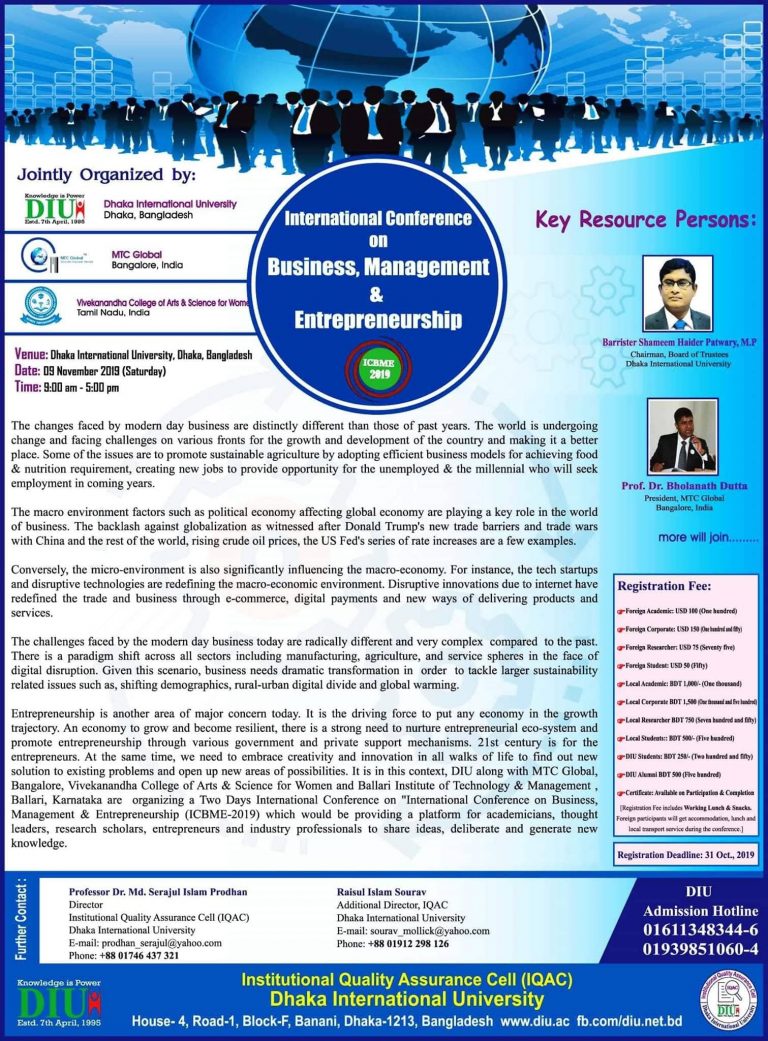 Jointly Organized by:
Knowledge is Power
DIU
Estd. 7th April, 1995
Dhaka International University
Dhaka, Bangladesh
MTC Global
MTC Global
Bangalore, India
Vivekanandha College of Arts & Science for Wome
Tamil Nadu, India
Venue: Dhaka International University, Dhaka, Bangladesh
Date: 09 November 2019 (Saturday)
Time: 9:00 am - 5:00 pm
International Conference
on
Business, Management
&
Entrepreneurship
ICBME
2019
Key Resource Persons:
Barrister Shameem Haider Patwary, M.P
Chairman, Board of Trustees
Dhaka International University
Prof. Dr. Bholanath Dutta
President, MTC Global
Bangalore, India
more will join.........
The changes faced by modern day business are distinctly different than those of past years. The world is undergoing
change and facing challenges on various fronts for the growth and development of the country and making it a better
place. Some of the issues are to promote sustainable agriculture by adopting efficient business models for achieving food
& nutrition requirement, creating new jobs to provide opportunity for the unemployed & the millennial who will seek
employment in coming years.
The macro environment factors such as political economy affecting global economy are playing a key role in the world
of business. The backlash against globalization as witnessed after Donald Trump's new trade barriers and trade wars
with China and the rest of the world, rising crude oil prices, the US Fed's series of rate increases are a few examples.
Conversely, the micro-environment is also significantly influencing the macro-economy. For instance, the tech startups
and disruptive technologies are redefining the macro-economic environment. Disruptive innovations due to internet have
redefined the trade and business through e-commerce, digital payments and new ways of delivering products and
services.
The challenges faced by the modern day business today are radically different and very complex compared to the past.
There is a paradigm shift across all sectors including manufacturing, agriculture, and service spheres in the face of
digital disruption. Given this scenario, business needs dramatic transformation in order to tackle larger sustainability
related issues such as, shifting demographics, rural-urban digital divide and global warming.
Entrepreneurship is another area of major concern today. It is the driving force to put any economy in the growth
trajectory. An economy to grow and become resilient, there is a strong need to nurture entrepreneurial eco-system and
promote entrepreneurship through various government and private support mechanisms. 21st century is for the
entrepreneurs. At the same time, we need to embrace creativity and innovation in all walks of life to find out new
solution to existing problems and open up new areas of possibilities. It is in this context, DIU along with MTC Global,
Bangalore, Vivekanandha College of Arts & Science for Women and Ballari Institute of Technology & Management ,
Ballari, Karnataka are organizing a Two Days International Conference on "International Conference on Business,
Management & Entrepreneurship (ICBME-2019) which would be providing a platform for academicians, thought
leaders, research scholars, entrepreneurs and industry professionals to share ideas, deliberate and generate new
knowledge.
Registration Fee:
Foreign Academic: USD 100 (One hundred)
Foreign Corporate: USD 150 (One hundred and fifty)
Foreign Researcher: USD 75 (Seventy five)
Foreign Student: USD 50 (Fifty)
Local Academic: BDT 1,000/- (One thousand)
Local Corporate BDT 1,500 (One thousand and five hundred)
Local Researcher BDT 750 (Seven hundred and fifty)
Local Students:: BDT 500/- (Five hundred)
DIU Students: BDT 250/- (Two hundred and fifty)
DIU Alumni BDT 500 (Five hundred)
Certificate: Available on Participation & Completion
[Registration Fee includes Working Lunch & Snacks.
Foreign participants will get accommodation, lunch and
local transport service during the conference.]
Registration Deadline: 31 Oct., 2019
Further Contact :
Professor Dr. Md. Serajul Islam Prodhan
Director
Institutional Quality Assurance Cell (IQAC)
Dhaka International University
E-mail: prodhan_serajul@yahoo.com
Phone: +88 01746 437 321
Raisul Islam Sourav
Additional Director, IQAC
Dhaka International University
E-mail: sourav_mollick@yahoo.com
Phone: +88 01912 298 126
DIU
Admission Hotline
01611348344-6
01939851060-4
Knowledge is Power
DIU
Estd. 7th April, 1995
Institutional Quality Assurance Cell (IQAC)
Dhaka International University
House- 4, Road-1, Block-F, Banani, Dhaka-1213, Bangladesh www.diu.ac fb.com/diu.net.bd
Institutional Quality Assurance Cell
IQAC
Dhaka International University